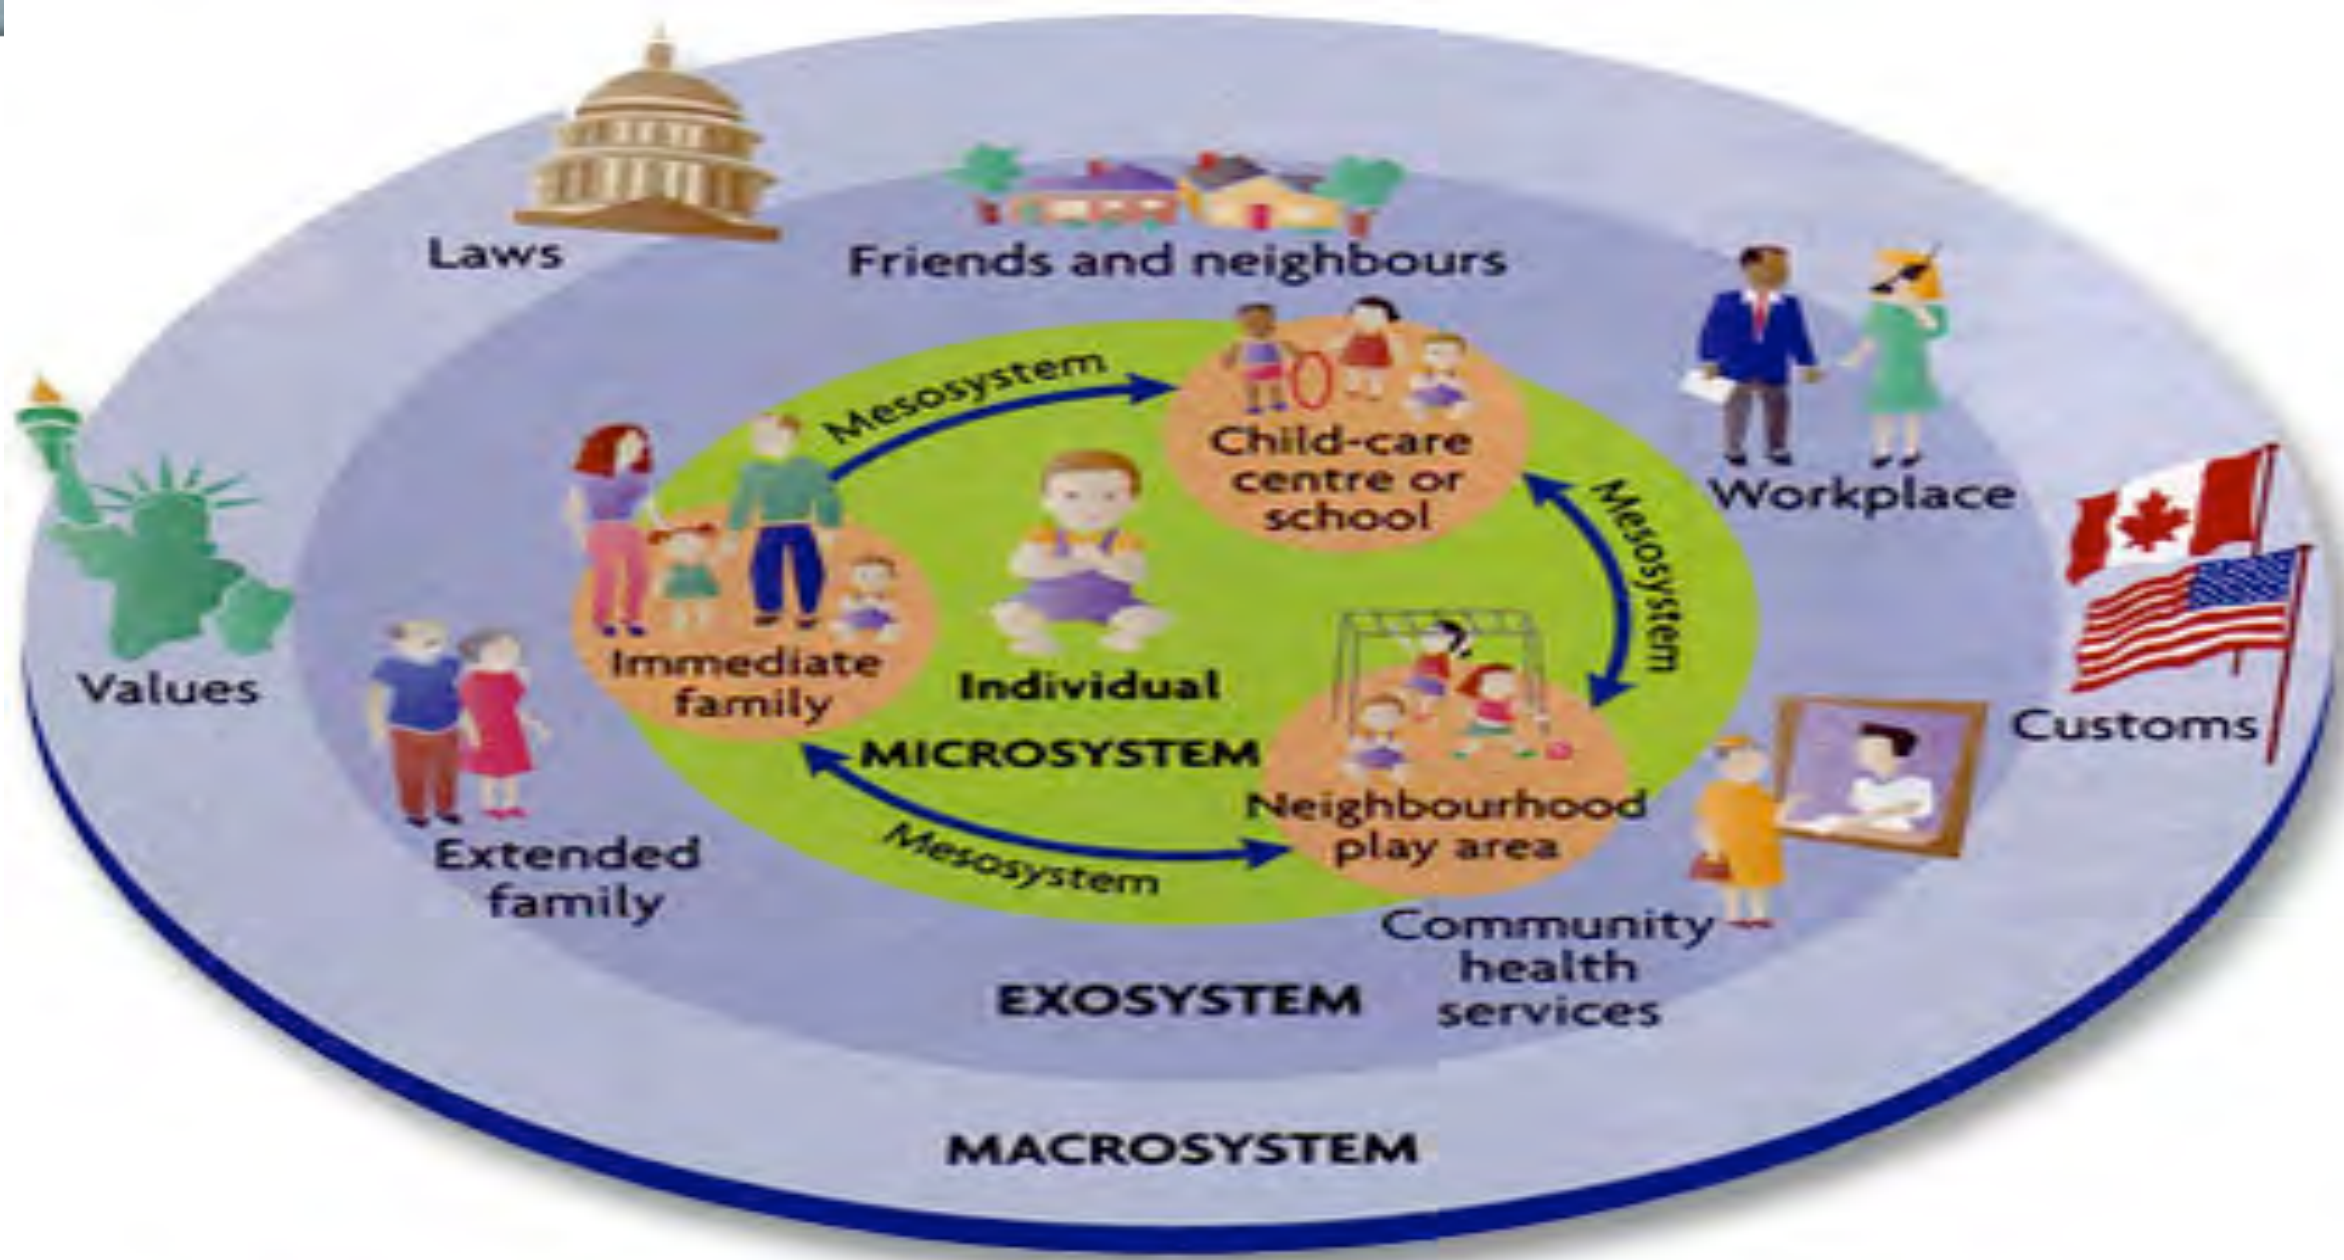 Laws
Friends and neighbours
Mesosystem
Child-care
centre or
school
Mesosystem
Workplace
Values
Immediate
family
Individual
MICROSYSTEM
Customs
Neighbourhood
play area
Mesosystem
Extended
family
Community
health
services
EXOSYSTEM
MACROSYSTEM